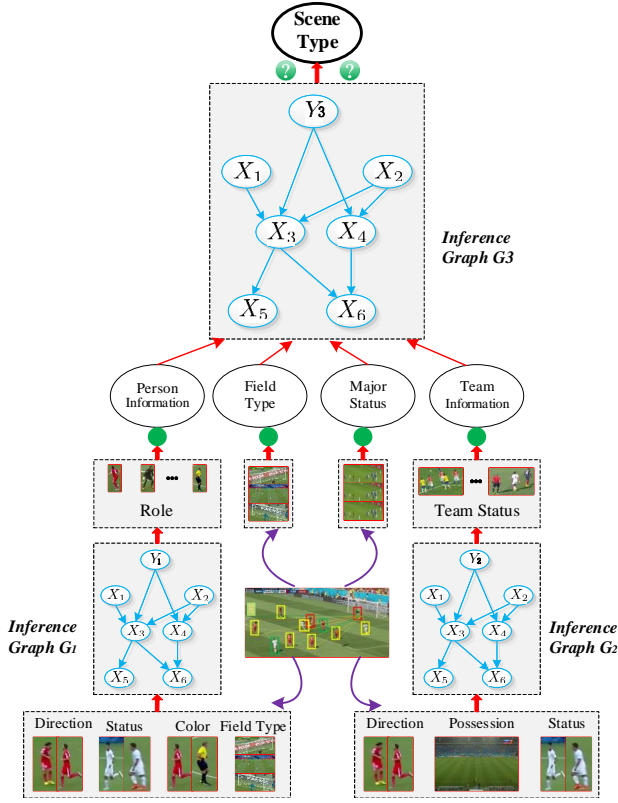 Scene
Type
?
?
Y3
X1
X2
X3
X4
X5
X6
Inference
Graph G3
Person
Information
Field
Type
Major
Status
Team
Information
Role
Team Status
Y1
X1
X2
X3
X4
X5
X6
Inference
Graph G1
Y2
X1
X2
X3
X4
X5
X6
Inference
Graph G2
Direction
Status
Color
Field Type
Direction
Possession
Status